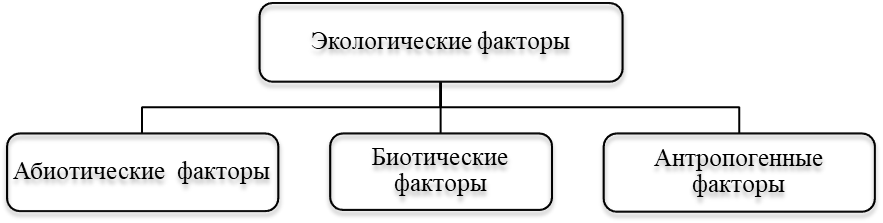 Экологические факторы
Абиотические факторы
Биотические
факторы
Антропогенные
факторы